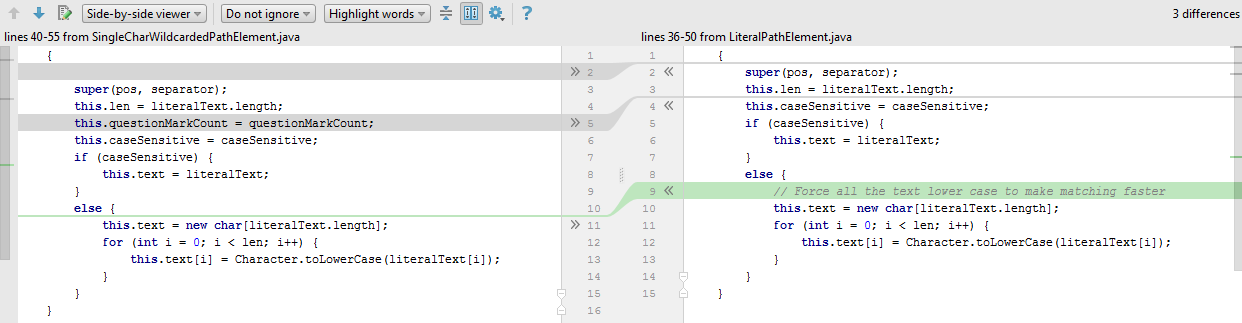 Side-by-side viewer Do not ignore Highlight words ? 3 differences
lines 40-55 from SingleCharWildcardedPathElement.java
lines 36-50 from LiteralPathElement.java
{ 1
2
super(pos, separator); 3
this.len = literalText.length; 4
this.questionMarkCount = questionMarkCount; 5
this.caseSensitive = caseSensitive; 6
if (caseSensitive) { 7
this.text = literalText; 8
} 9
else { 10
this.text = new char[literalText.length]; 11
for (int i = 0; i < len; i++) { 12
this.text[i] = Character.toLowerCase(literalText[i]); 13
} 14
} 15
} 16
1 {
2 super(pos, separator);
3 this.len = literalText.length;
4 this.caseSensitive = caseSensitive;
5 if (caseSensitive) {
6 this.text = literalText;
7 }
8 else {
9 // Force all the text lower case to make matching faster
10 this.text = new char[literalText.length];
11 for (int i = 0; i < len; i++) {
12 this.text[i] = Character.toLowerCase(literalText[i]);
13 }
14 }
15 }